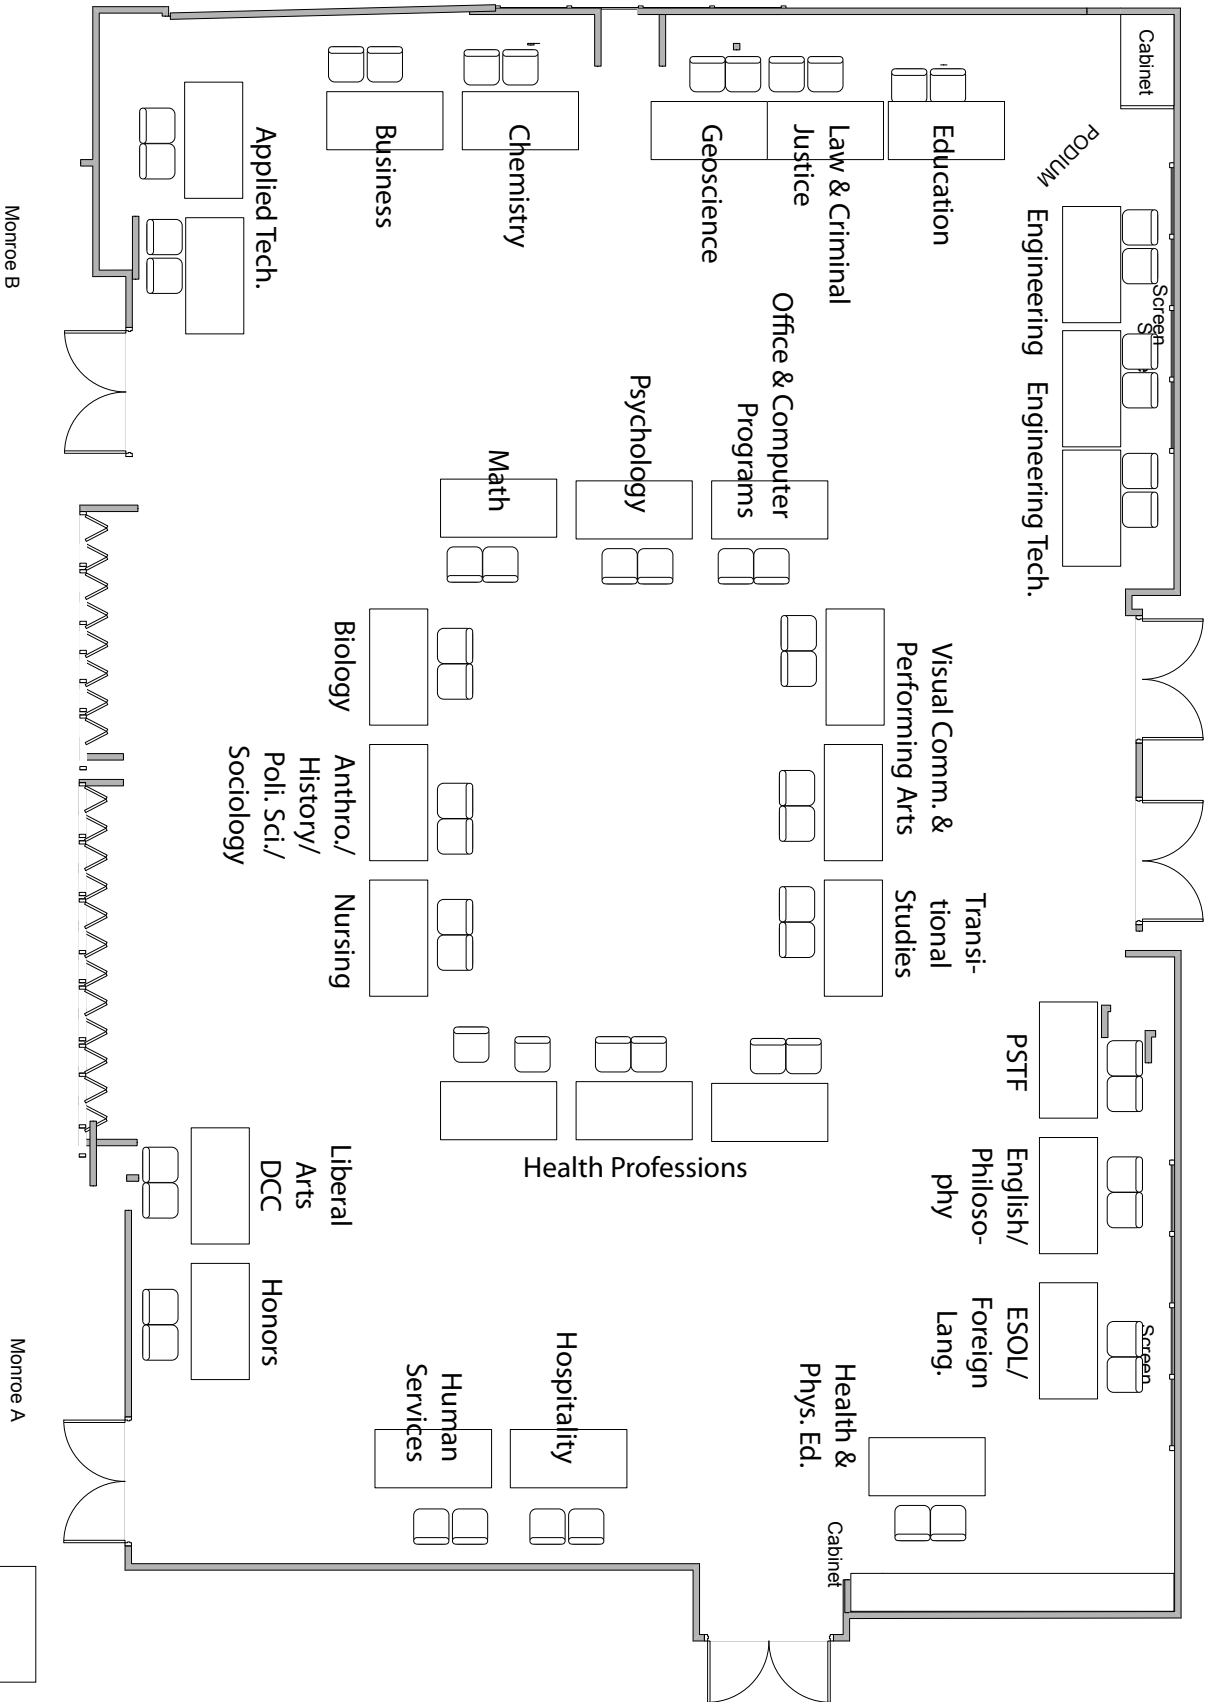 Cabinet
PODIUM
Business
Chemistry
Geoscience
Law & Criminal
Justice
Education
Applied Tech.
Monroe B
Engineering
Screen
Engineering Tech.
Office & Computer
Programs
Psychology
Math
Biology
Visual Comm. &
Performing Arts
Anthro./
History/
Poli. Sci./
Sociology
Nursing
Transi-
tional
Studies
PSTF
Health Professions
English/
Philoso-
phy
Liberal
Arts
DCC
Honors
ESOL/
Foreign
Lang.
Screen
Monroe A
Human
Services
Hospitality
Health &
Phys. Ed.
Cabinet